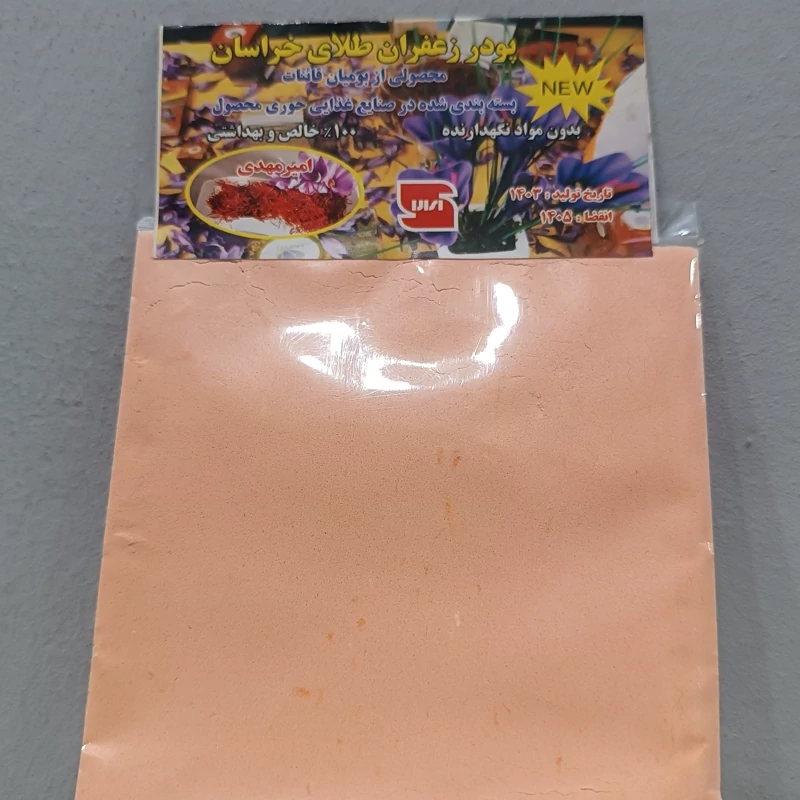 پودر زعفران طلای خراسان
محصولی از بومیان قائنات
NEW
بسته بندی شده در صنایع غذایی حوری محصول
بدون مواد نگهدارنده
۱۰۰٪ خالص و بهداشتی
امیرمهدی
تاریخ تولید : ۱۴۰۳
انقضا : ۱۴۰۵